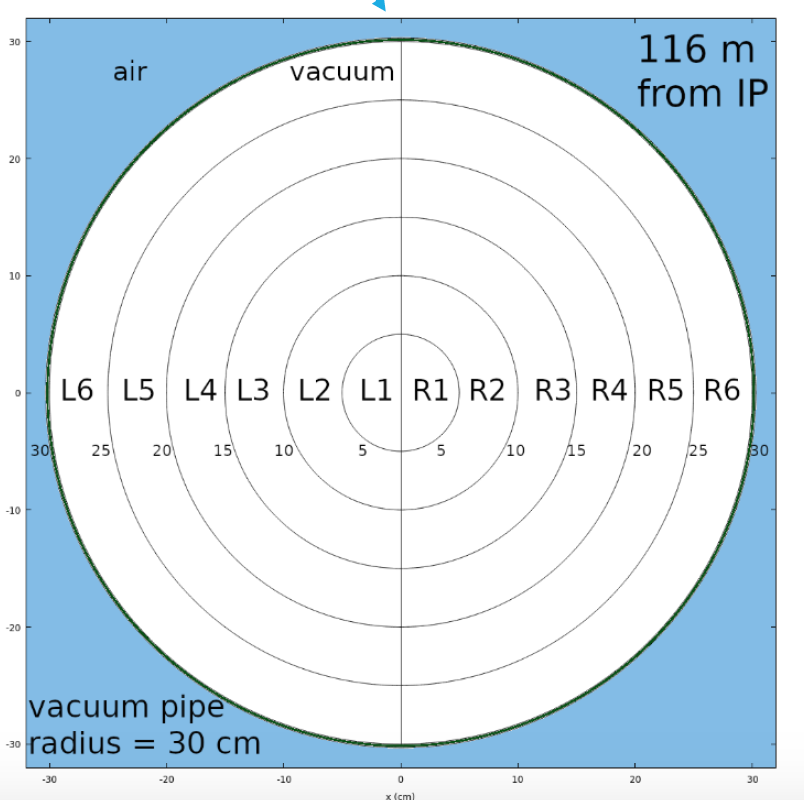 116 m
from IP
air
vacuum
30
20
10
0
-10
-20
-30
L6 L5 L4 L3 L2 L1 R1 R2 R3 R4 R5 R6
30 25 20 15 10 5 5 10 15 20 25 30
vacuum pipe
radius = 30 cm
-30 -20 -10 0 10 20 30
x (cm)